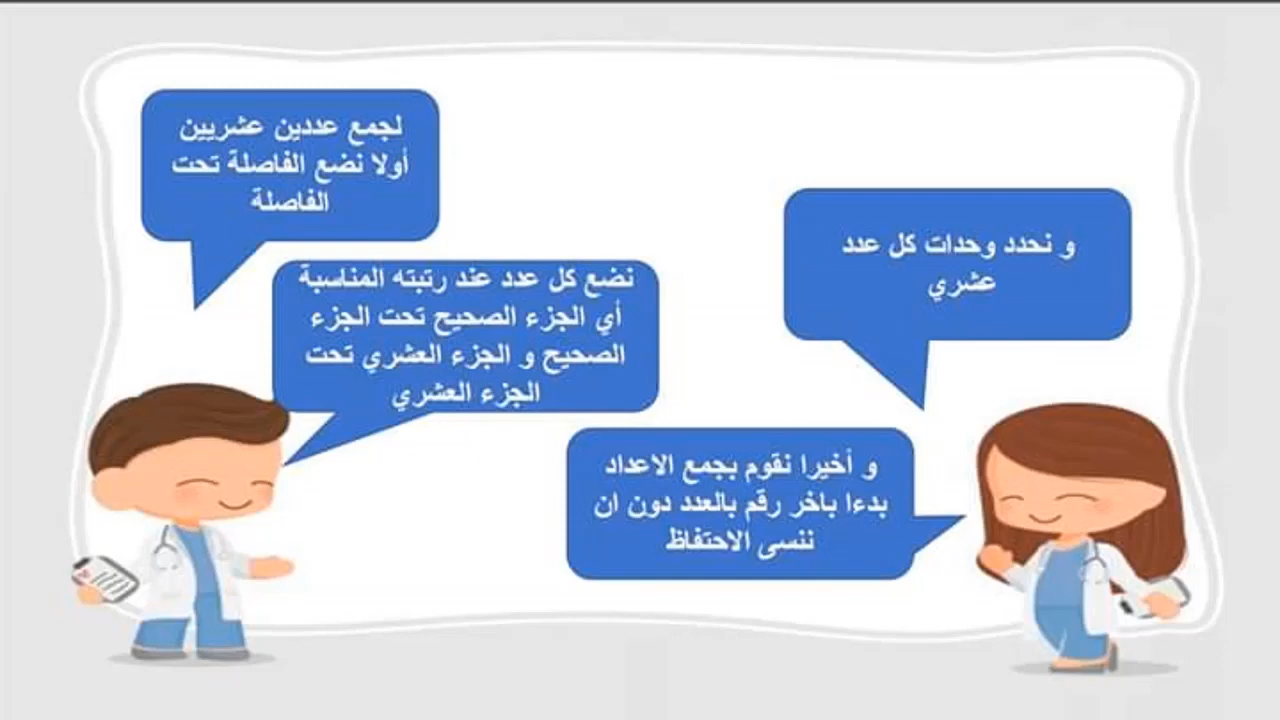 لجمع عددين عشريين
أولا نضع الفاصلة تحت
الفاصلة
و نحدد وحدات كل عدد
عشري
نضع كل عدد عند رتبته المناسبة
أي الجزء الصحيح تحت الجزء
الصحيح و الجزء العشري تحت
الجزء العشري
و أخيرا نقوم بجمع الاعداد
بدءا باخر رقم بالعدد دون ان
ننسى الاحتفاظ